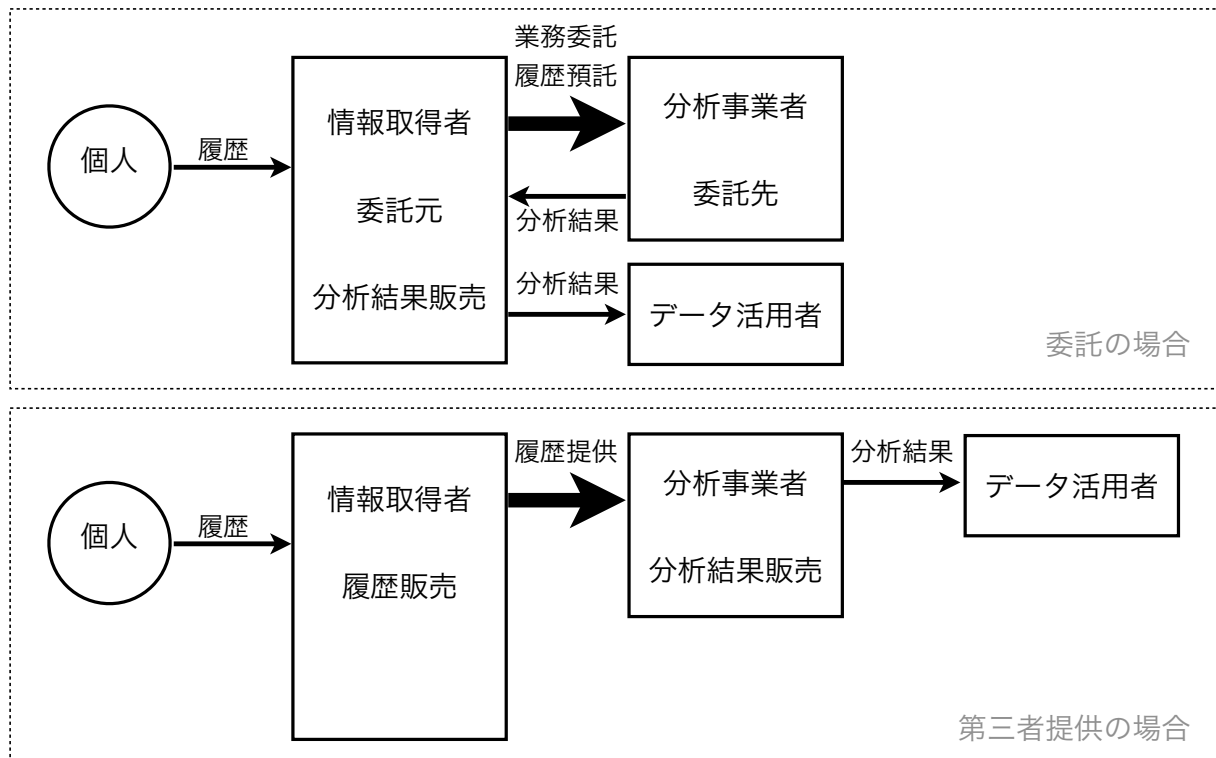 業務委託
履歴預託
個人
履歴
情報取得者
委託元
分析結果販売
分析事業者
委託先
分析結果
分析結果
データ活用者
委託の場合
個人
履歴
情報取得者
履歴販売
履歴提供
分析事業者
分析結果販売
分析結果
データ活用者
第三者提供の場合